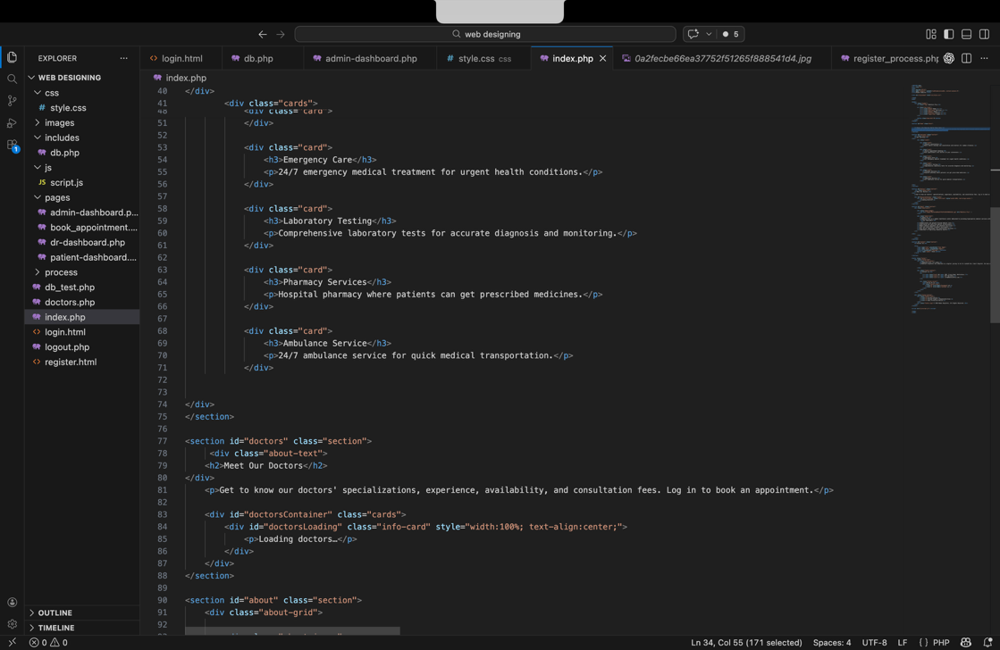 web designing
5
EXPLORER
login.html
db.php
admin-dashboard.php
# style.css css
index.php
0a2fecbe66ea37752f51265f888541d4.jpg
register_process.php
WEB DESIGNING
css
# style.css
images
includes
db.php
js
JS script.js
pages
admin-dashboard.p...
book_appointment....
dr-dashboard.php
patient-dashboard....
process
db_test.php
doctors.php
index.php
login.html
logout.php
register.html
OUTLINE
TIMELINE
1
index.php
40 </div>
41 <div class="cards">
48 <div class="card">
51 </div>
52
53 <div class="card">
54 <h3>Emergency Care</h3>
55 <p>24/7 emergency medical treatment for urgent health conditions.</p>
56 </div>
57
58 <div class="card">
59 <h3>Laboratory Testing</h3>
60 <p>Comprehensive laboratory tests for accurate diagnosis and monitoring.</p>
61 </div>
62
63 <div class="card">
64 <h3>Pharmacy Services</h3>
65 <p>Hospital pharmacy where patients can get prescribed medicines.</p>
66 </div>
67
68 <div class="card">
69 <h3>Ambulance Service</h3>
70 <p>24/7 ambulance service for quick medical transportation.</p>
71 </div>
72
73
74 </div>
75 </section>
76
77 <section id="doctors" class="section">
78 <div class="about-text">
79 <h2>Meet Our Doctors</h2>
80 </div>
81 <p>Get to know our doctors' specializations, experience, availability, and consultation fees. Log in to book an appointment.</p>
82
83 <div id="doctorsContainer" class="cards">
84 <div id="doctorsLoading" class="info-card" style="width:100%; text-align:center;">
85 <p>Loading doctors…</p>
86 </div>
87 </div>
88 </section>
89
90 <section id="about" class="section">
91 <div class="about-grid">
92
0 0
Ln 34, Col 55 (171 selected)
Spaces: 4
UTF-8
LF
{ } PHP